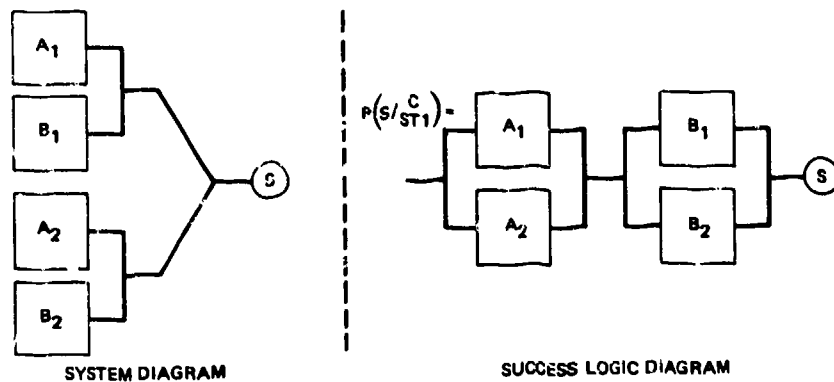 A1
B1
A2
B2
S
SYSTEM DIAGRAM
P(S/C ST1) =
A1
A2
B1
B2
S
SUCCESS LOGIC DIAGRAM